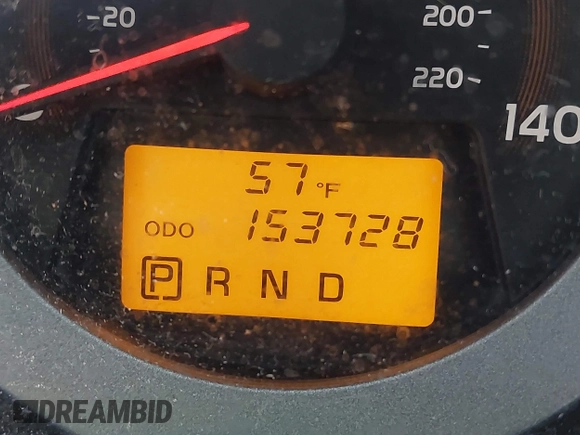 20
200
220
140
57 °F
ODO 153728
P R N D
DREAMBID